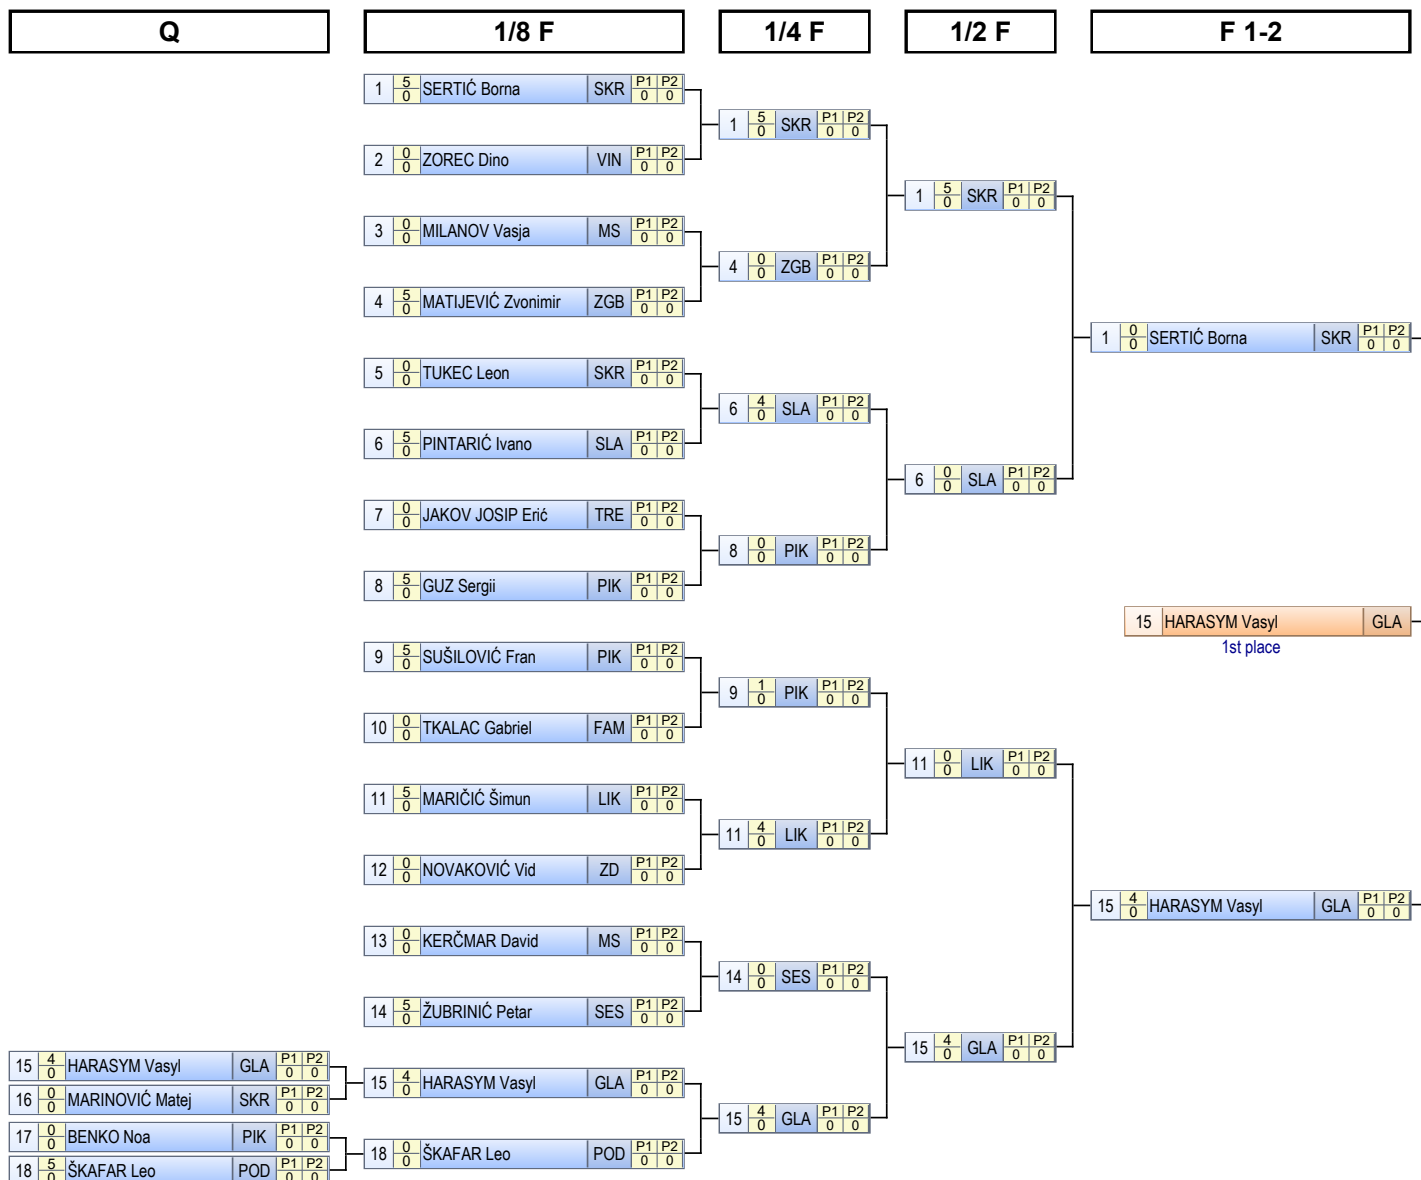 Q 1/8 F 1/4 F 1/2 F F 1-2
1 5 0 SERTIĆ Borna SKR P1 P2 0 0
2 0 0 ZOREC Dino VIN P1 P2 0 0
3 0 0 MILANOV Vasja MS P1 P2 0 0
4 5 0 MATIJEVIĆ Zvonimir ZGB P1 P2 0 0
5 0 0 TUKEC Leon SKR P1 P2 0 0
6 5 0 PINTARIĆ Ivano SLA P1 P2 0 0
7 0 0 JAKOV JOSIP Erić TRE P1 P2 0 0
8 5 0 GUZ Sergii PIK P1 P2 0 0
9 5 0 SUŠILOVIĆ Fran PIK P1 P2 0 0
10 0 0 TKALAC Gabriel FAM P1 P2 0 0
11 5 0 MARIČIĆ Šimun LIK P1 P2 0 0
12 0 0 NOVAKOVIĆ Vid ZD P1 P2 0 0
13 0 0 KERČMAR David MS P1 P2 0 0
14 5 0 ŽUBRINIĆ Petar SES P1 P2 0 0
15 4 0 HARASYM Vasyl GLA P1 P2 0 0
16 0 0 MARINOVIĆ Matej SKR P1 P2 0 0
17 0 0 BENKO Noa PIK P1 P2 0 0
18 5 0 ŠKAFAR Leo POD P1 P2 0 0
15 4 0 HARASYM Vasyl GLA P1 P2 0 0
18 0 0 ŠKAFAR Leo POD P1 P2 0 0
1 5 0 SKR P1 P2 0 0
4 0 0 ZGB P1 P2 0 0
6 4 0 SLA P1 P2 0 0
8 0 0 PIK P1 P2 0 0
9 1 0 PIK P1 P2 0 0
11 4 0 LIK P1 P2 0 0
14 0 0 SES P1 P2 0 0
15 4 0 GLA P1 P2 0 0
1 5 0 SKR P1 P2 0 0
6 0 0 SLA P1 P2 0 0
11 0 0 LIK P1 P2 0 0
15 4 0 GLA P1 P2 0 0
1 0 0 SERTIĆ Borna SKR P1 P2 0 0
15 HARASYM Vasyl GLA
1st place
15 4 0 HARASYM Vasyl GLA P1 P2 0 0